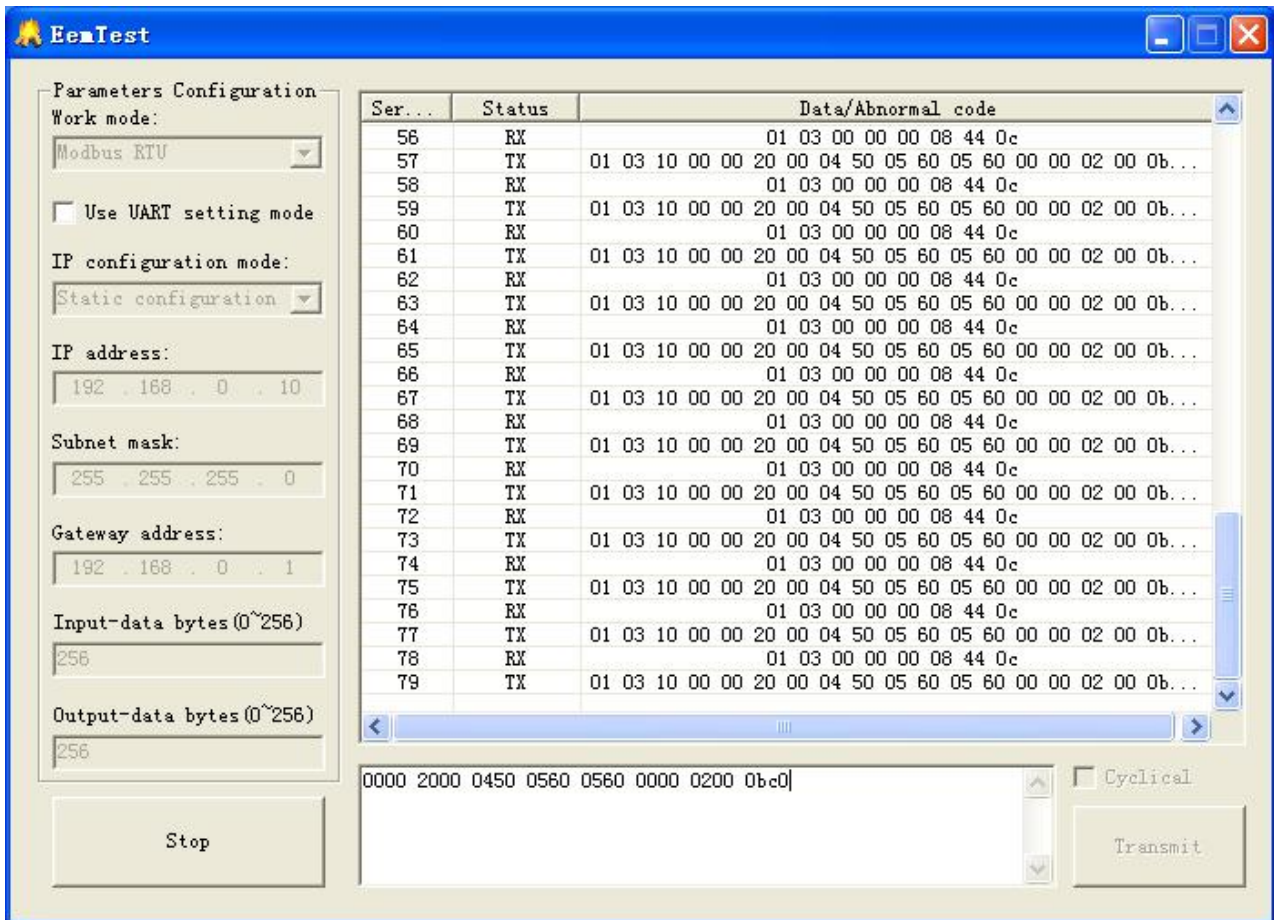 EemTest
Parameters Configuration
Work mode:
Modbus RTU
Use UART setting mode
IP configuration mode:
Static configuration
IP address:
192 . 168 . 0 . 10
Subnet mask:
255 . 255 . 255 . 0
Gateway address:
192 . 168 . 0 . 1
Input-data bytes(0~256)
256
Output-data bytes(0~256)
256
Stop
Ser... Status Data/Abnormal code
56 RX 01 03 00 00 00 08 44 0c
57 TX 01 03 10 00 00 20 00 04 50 05 60 05 60 00 00 02 00 0b...
58 RX 01 03 00 00 00 08 44 0c
59 TX 01 03 10 00 00 20 00 04 50 05 60 05 60 00 00 02 00 0b...
60 RX 01 03 00 00 00 08 44 0c
61 TX 01 03 10 00 00 20 00 04 50 05 60 05 60 00 00 02 00 0b...
62 RX 01 03 00 00 00 08 44 0c
63 TX 01 03 10 00 00 20 00 04 50 05 60 05 60 00 00 02 00 0b...
64 RX 01 03 00 00 00 08 44 0c
65 TX 01 03 10 00 00 20 00 04 50 05 60 05 60 00 00 02 00 0b...
66 RX 01 03 00 00 00 08 44 0c
67 TX 01 03 10 00 00 20 00 04 50 05 60 05 60 00 00 02 00 0b...
68 RX 01 03 00 00 00 08 44 0c
69 TX 01 03 10 00 00 20 00 04 50 05 60 05 60 00 00 02 00 0b...
70 RX 01 03 00 00 00 08 44 0c
71 TX 01 03 10 00 00 20 00 04 50 05 60 05 60 00 00 02 00 0b...
72 RX 01 03 00 00 00 08 44 0c
73 TX 01 03 10 00 00 20 00 04 50 05 60 05 60 00 00 02 00 0b...
74 RX 01 03 00 00 00 08 44 0c
75 TX 01 03 10 00 00 20 00 04 50 05 60 05 60 00 00 02 00 0b...
76 RX 01 03 00 00 00 08 44 0c
77 TX 01 03 10 00 00 20 00 04 50 05 60 05 60 00 00 02 00 0b...
78 RX 01 03 00 00 00 08 44 0c
79 TX 01 03 10 00 00 20 00 04 50 05 60 05 60 00 00 02 00 0b...
0000 2000 0450 0560 0560 0000 0200 0bc0
Cyclical
Transmit